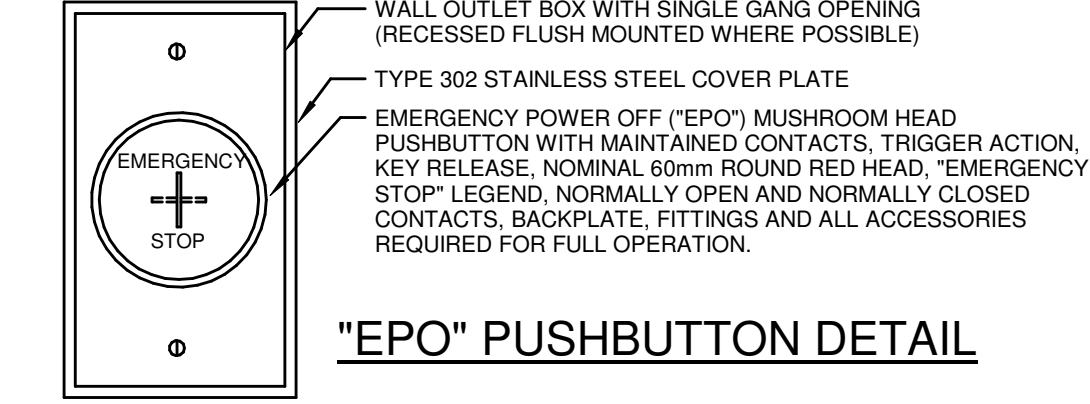 WALL OUTLET BOX WITH SINGLE GANG OPENING
(RECESSED FLUSH MOUNTED WHERE POSSIBLE)
TYPE 302 STAINLESS STEEL COVER PLATE
EMERGENCY POWER OFF ("EPO") MUSHROOM HEAD
PUSHBUTTON WITH MAINTAINED CONTACTS, TRIGGER ACTION,
KEY RELEASE, NOMINAL 60mm ROUND RED HEAD, "EMERGENCY
STOP" LEGEND, NORMALLY OPEN AND NORMALLY CLOSED
CONTACTS, BACKPLATE, FITTINGS AND ALL ACCESSORIES
REQUIRED FOR FULL OPERATION.
EMERGENCY
STOP
"EPO" PUSHBUTTON DETAIL